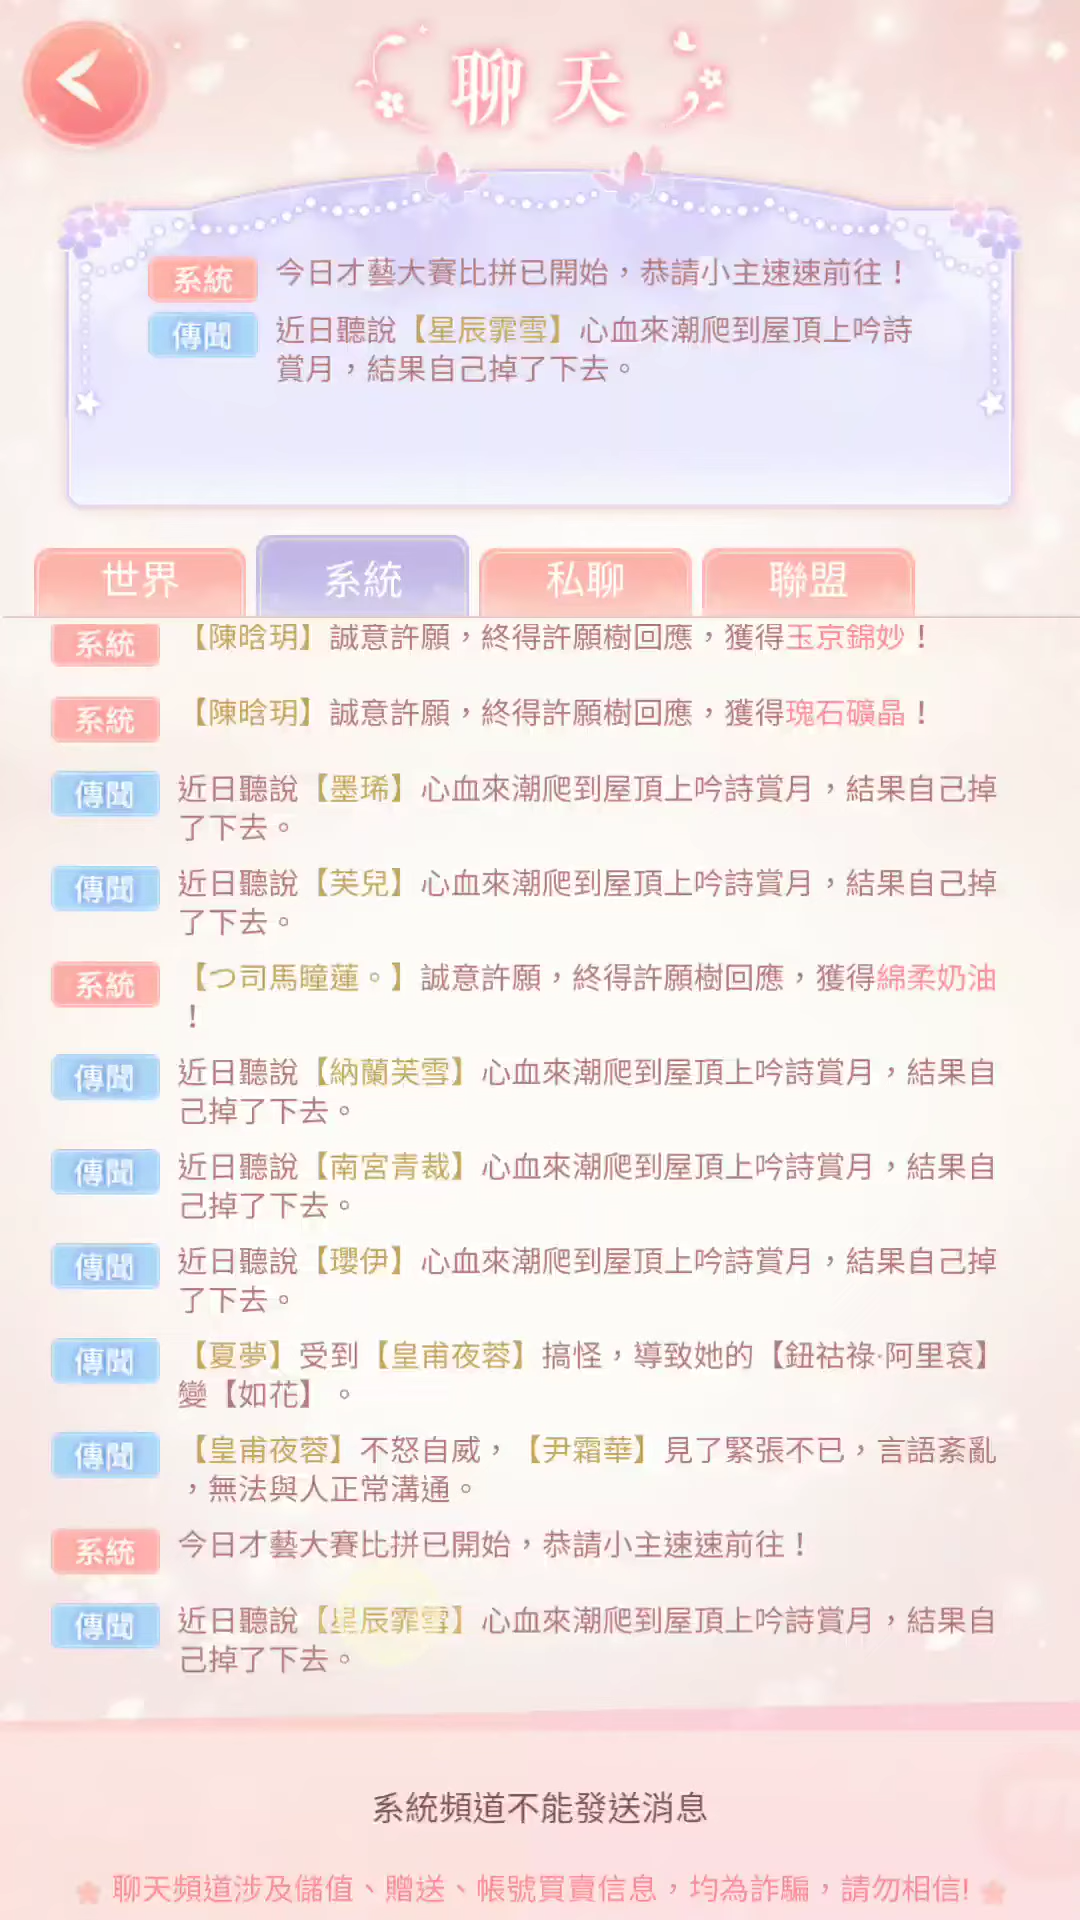 聊天
系統 今日才藝大賽比拼已開始，恭請小主速速前往！
傳聞 近日聽說【星辰霏雪】心血來潮爬到屋頂上吟詩
賞月，結果自己掉了下去。
世界 系統 私聊 聯盟
系統 【陳晗玥】誠意許願，終得許願樹回應，獲得玉京錦妙！
系統 【陳晗玥】誠意許願，終得許願樹回應，獲得瑰石礦晶！
傳聞 近日聽說【墨琋】心血來潮爬到屋頂上吟詩賞月，結果自己掉
了下去。
傳聞 近日聽說【芙兒】心血來潮爬到屋頂上吟詩賞月，結果自己掉
了下去。
系統 【つ司馬瞳蓮。】誠意許願，終得許願樹回應，獲得綿柔奶油
！
傳聞 近日聽說【納蘭芙雪】心血來潮爬到屋頂上吟詩賞月，結果自
己掉了下去。
傳聞 近日聽說【南宮青裁】心血來潮爬到屋頂上吟詩賞月，結果自
己掉了下去。
傳聞 近日聽說【瓔伊】心血來潮爬到屋頂上吟詩賞月，結果自己掉
了下去。
傳聞 【夏夢】受到【皇甫夜蓉】搞怪，導致她的【鈕祜祿·阿里袞】
變【如花】。
傳聞 【皇甫夜蓉】不怒自威，【尹霜華】見了緊張不已，言語紊亂
，無法與人正常溝通。
系統 今日才藝大賽比拼已開始，恭請小主速速前往！
傳聞 近日聽說【星辰霏雪】心血來潮爬到屋頂上吟詩賞月，結果自
己掉了下去。
系統頻道不能發送消息
聊天頻道涉及儲值、贈送、帳號買賣信息，均為詐騙，請勿相信!